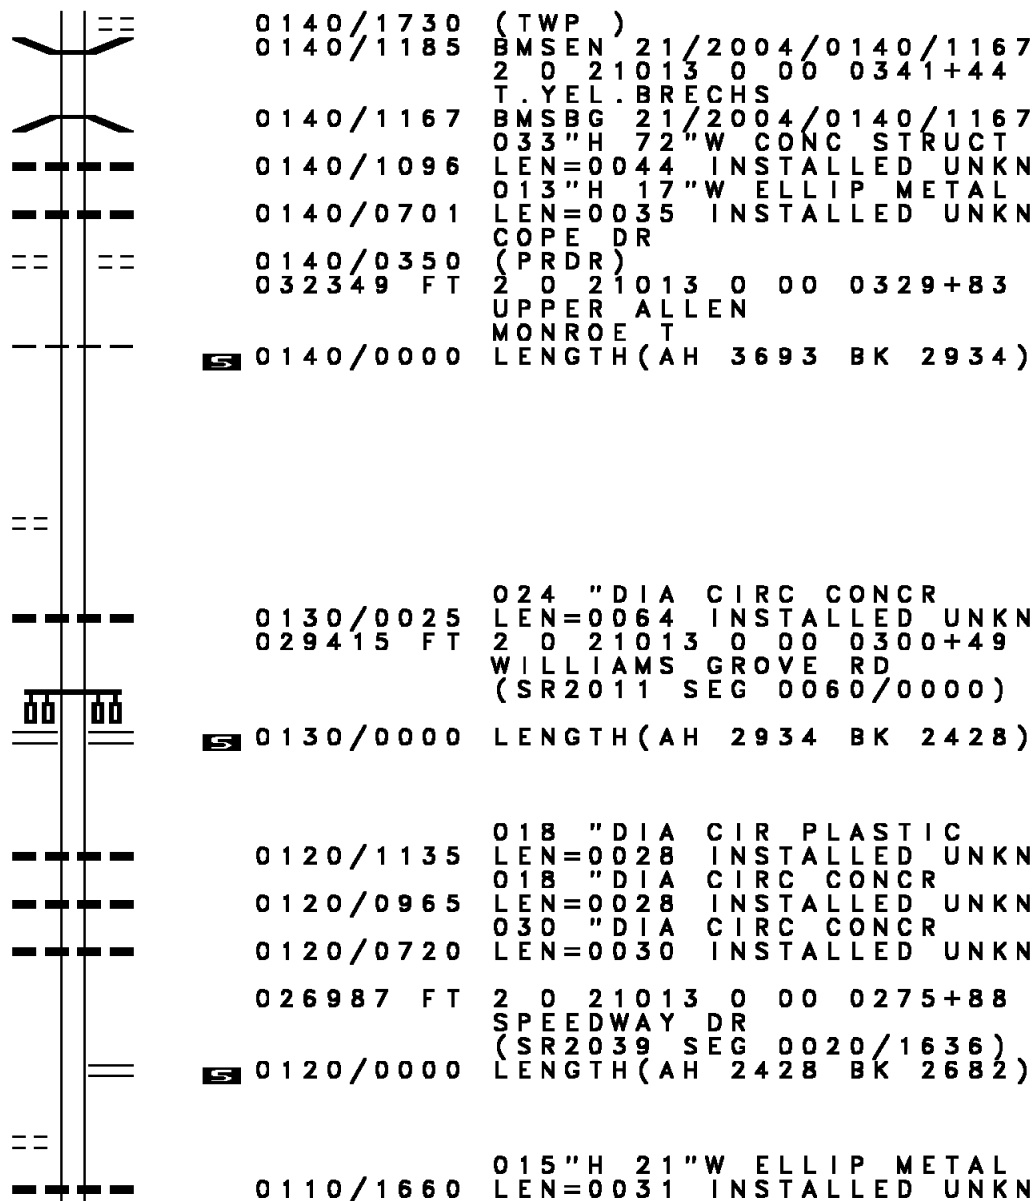 0140/1730 (TWP )
0140/1185 BMSEN 21/2004/0140/1167
2 0 21013 0 00 0341+44
T.YEL.BRECHS
0140/1167 BMSBG 21/2004/0140/1167
033"H 72"W CONC STRUCT
0140/1096 LEN=0044 INSTALLED UNKN
013"H 17"W ELLIP METAL
0140/0701 LEN=0035 INSTALLED UNKN
COPE DR
0140/0350 (PRDR)
032349 FT 2 0 21013 0 00 0329+83
UPPER ALLEN
MONROE T
S 0140/0000 LENGTH(AH 3693 BK 2934)
024 "DIA CIRC CONCR
0130/0025 LEN=0064 INSTALLED UNKN
029415 FT 2 0 21013 0 00 0300+49
WILLIAMS GROVE RD
(SR2011 SEG 0060/0000)
S 0130/0000 LENGTH(AH 2934 BK 2428)
018 "DIA CIR PLASTIC
0120/1135 LEN=0028 INSTALLED UNKN
018 "DIA CIRC CONCR
0120/0965 LEN=0028 INSTALLED UNKN
030 "DIA CIRC CONCR
0120/0720 LEN=0030 INSTALLED UNKN
026987 FT 2 0 21013 0 00 0275+88
SPEEDWAY DR
(SR2039 SEG 0020/1636)
S 0120/0000 LENGTH(AH 2428 BK 2682)
015"H 21"W ELLIP METAL
0110/1660 LEN=0031 INSTALLED UNKN